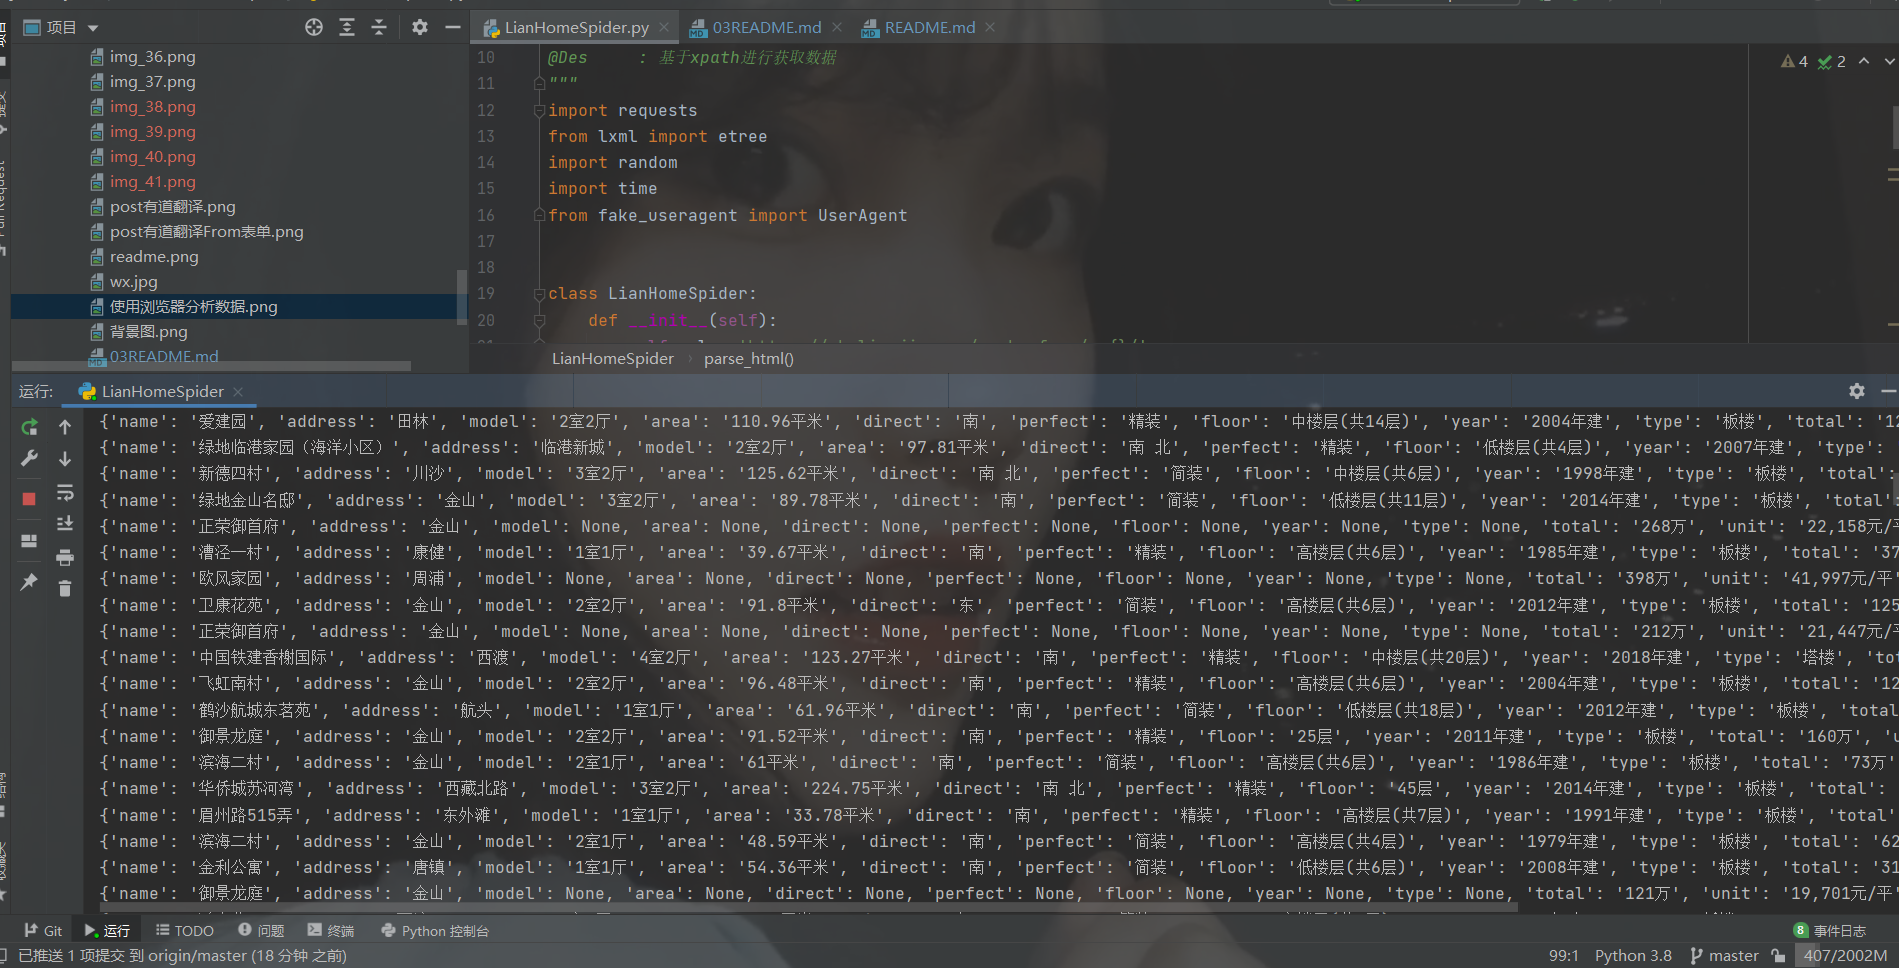 项目
img_36.png
img_37.png
img_38.png
img_39.png
img_40.png
img_41.png
post有道翻译.png
post有道翻译From表单.png
readme.png
wx.jpg
使用浏览器分析数据.png
背景图.png
03README.md
LianHomeSpider.py
03README.md
README.md
4 2
10 @Des : 基于xpath进行获取数据
11 """
12 import requests
13 from lxml import etree
14 import random
15 import time
16 from fake_useragent import UserAgent
17
18
19 class LianHomeSpider:
20 def __init__(self):
LianHomeSpider › parse_html()
运行: LianHomeSpider
{'name': '爱建园', 'address': '田林', 'model': '2室2厅', 'area': '110.96平米', 'direct': '南', 'perfect': '精装', 'floor': '中楼层(共14层)', 'year': '2004年建', 'type': '板楼', 'total': '12
{'name': '绿地临港家园（海洋小区）', 'address': '临港新城', 'model': '2室2厅', 'area': '97.81平米', 'direct': '南 北', 'perfect': '精装', 'floor': '低楼层(共4层)', 'year': '2007年建', 'type':
{'name': '新德四村', 'address': '川沙', 'model': '3室2厅', 'area': '125.62平米', 'direct': '南 北', 'perfect': '简装', 'floor': '中楼层(共6层)', 'year': '1998年建', 'type': '板楼', 'total':
{'name': '绿地金山名邸', 'address': '金山', 'model': '3室2厅', 'area': '89.78平米', 'direct': '南', 'perfect': '简装', 'floor': '低楼层(共11层)', 'year': '2014年建', 'type': '板楼', 'total':
{'name': '正荣御首府', 'address': '金山', 'model': None, 'area': None, 'direct': None, 'perfect': None, 'floor': None, 'year': None, 'type': None, 'total': '268万', 'unit': '22,158元/平
{'name': '漕泾一村', 'address': '康健', 'model': '1室1厅', 'area': '39.67平米', 'direct': '南', 'perfect': '精装', 'floor': '高楼层(共6层)', 'year': '1985年建', 'type': '板楼', 'total': '37
{'name': '欧风家园', 'address': '周浦', 'model': None, 'area': None, 'direct': None, 'perfect': None, 'floor': None, 'year': None, 'type': None, 'total': '398万', 'unit': '41,997元/平'
{'name': '卫康花苑', 'address': '金山', 'model': '2室2厅', 'area': '91.8平米', 'direct': '东', 'perfect': '简装', 'floor': '高楼层(共6层)', 'year': '2012年建', 'type': '板楼', 'total': '125
{'name': '正荣御首府', 'address': '金山', 'model': None, 'area': None, 'direct': None, 'perfect': None, 'floor': None, 'year': None, 'type': None, 'total': '212万', 'unit': '21,447元/平
{'name': '中国铁建香榭国际', 'address': '西渡', 'model': '4室2厅', 'area': '123.27平米', 'direct': '南', 'perfect': '精装', 'floor': '中楼层(共20层)', 'year': '2018年建', 'type': '塔楼', 'tot
{'name': '飞虹南村', 'address': '金山', 'model': '2室2厅', 'area': '96.48平米', 'direct': '南', 'perfect': '精装', 'floor': '高楼层(共6层)', 'year': '2004年建', 'type': '板楼', 'total': '12
{'name': '鹤沙航城东茗苑', 'address': '航头', 'model': '1室1厅', 'area': '61.96平米', 'direct': '南', 'perfect': '简装', 'floor': '低楼层(共18层)', 'year': '2012年建', 'type': '板楼', 'total
{'name': '御景龙庭', 'address': '金山', 'model': '2室2厅', 'area': '91.52平米', 'direct': '南', 'perfect': '精装', 'floor': '25层', 'year': '2011年建', 'type': '板楼', 'total': '160万', 'u
{'name': '滨海二村', 'address': '金山', 'model': '2室1厅', 'area': '61平米', 'direct': '南', 'perfect': '简装', 'floor': '高楼层(共6层)', 'year': '1986年建', 'type': '板楼', 'total': '73万'
{'name': '华侨城苏河湾', 'address': '西藏北路', 'model': '3室2厅', 'area': '224.75平米', 'direct': '南 北', 'perfect': '精装', 'floor': '45层', 'year': '2014年建', 'type': '板楼', 'total':
{'name': '眉州路515弄', 'address': '东外滩', 'model': '1室1厅', 'area': '33.78平米', 'direct': '南', 'perfect': '精装', 'floor': '高楼层(共7层)', 'year': '1991年建', 'type': '板楼', 'total'
{'name': '滨海二村', 'address': '金山', 'model': '2室1厅', 'area': '48.59平米', 'direct': '南', 'perfect': '简装', 'floor': '高楼层(共4层)', 'year': '1979年建', 'type': '板楼', 'total': '62
{'name': '金利公寓', 'address': '唐镇', 'model': '1室1厅', 'area': '54.36平米', 'direct': '南', 'perfect': '简装', 'floor': '低楼层(共6层)', 'year': '2008年建', 'type': '板楼', 'total': '31
{'name': '御景龙庭', 'address': '金山', 'model': None, 'area': None, 'direct': None, 'perfect': None, 'floor': None, 'year': None, 'type': None, 'total': '121万', 'unit': '19,701元/平
Git 运行 TODO 问题 终端 Python 控制台 8 事件日志
已推送 1 项提交 到 origin/master (18 分钟 之前) 99:1 Python 3.8 master 407/2002M